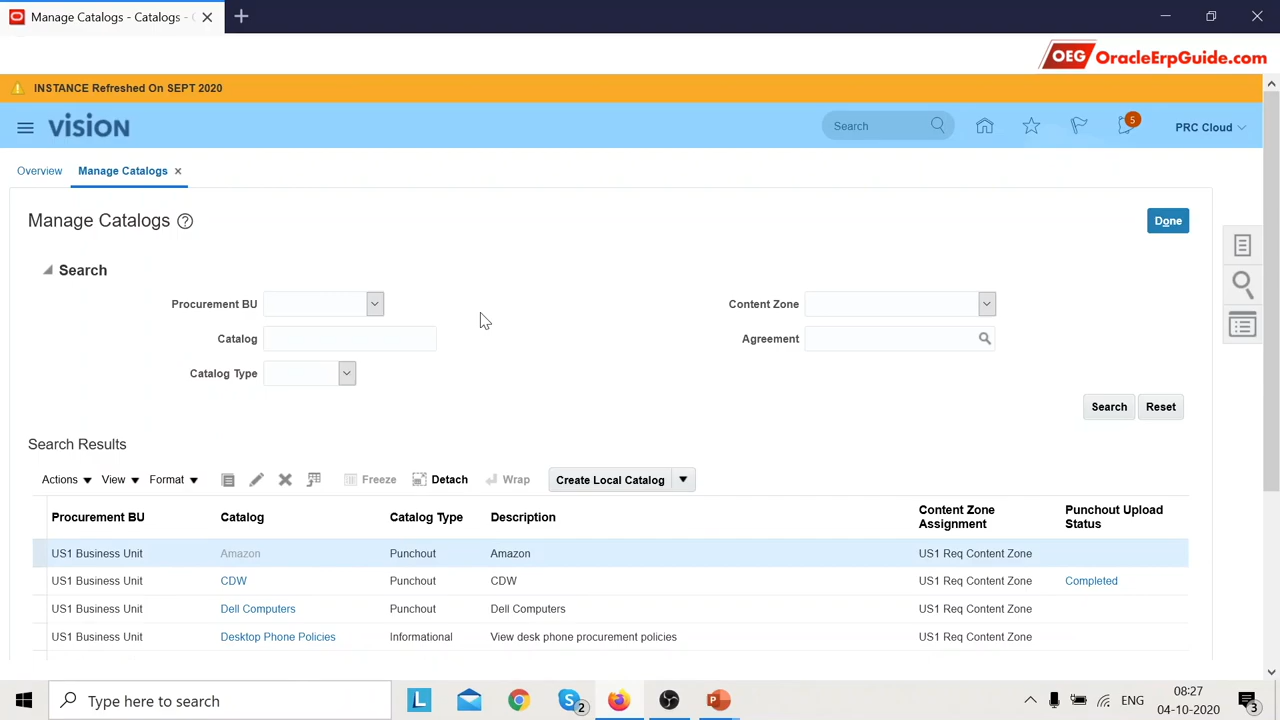 Manage Catalogs - Catalogs -
OEG OracleErpGuide.com
INSTANCE Refreshed On SEPT 2020
VISION
Search
5
PRC Cloud
Overview
Manage Catalogs
Manage Catalogs
Done
Search
Procurement BU
Content Zone
Catalog
Agreement
Catalog Type
Search
Reset
Search Results
Actions
View
Format
Freeze
Detach
Wrap
Create Local Catalog
Procurement BU Catalog Catalog Type Description Content Zone Assignment Punchout Upload Status
US1 Business Unit Amazon Punchout Amazon US1 Req Content Zone
US1 Business Unit CDW Punchout CDW US1 Req Content Zone Completed
US1 Business Unit Dell Computers Punchout Dell Computers US1 Req Content Zone
US1 Business Unit Desktop Phone Policies Informational View desk phone procurement policies US1 Req Content Zone
Type here to search
L
S
2
P
ENG
08:27
04-10-2020
3